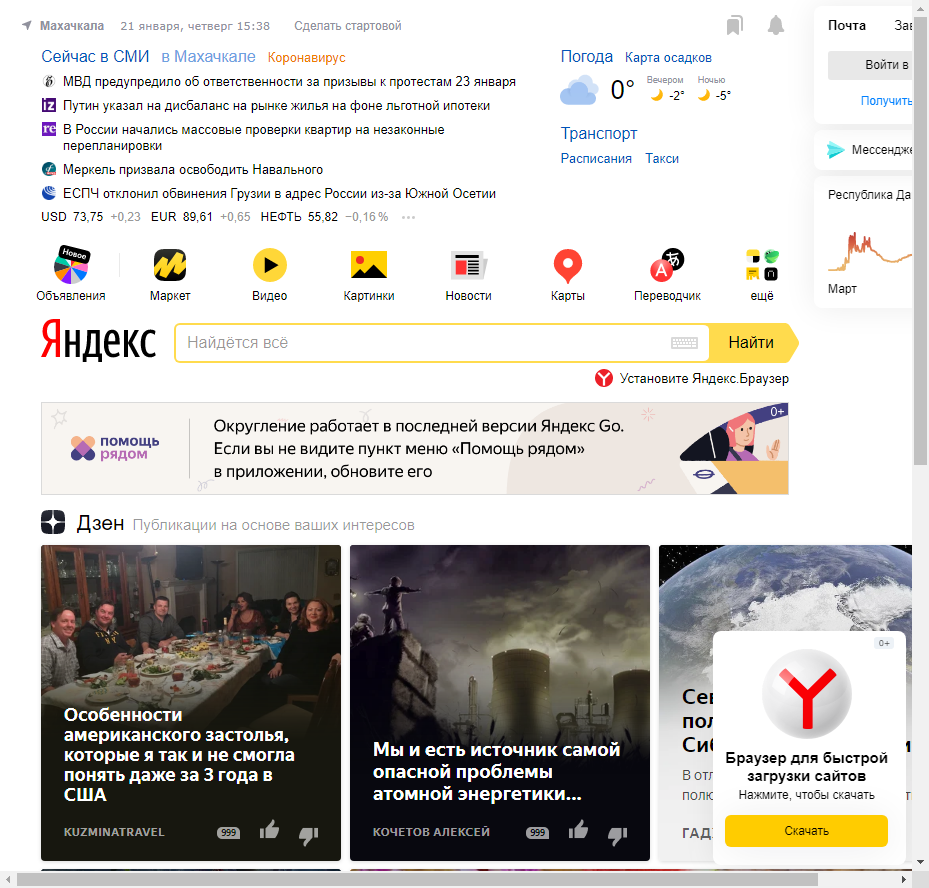 Махачкала 21 января, четверг 15:38 Сделать стартовой
Почта
Сейчас в СМИ в Махачкале Коронавирус
МВД предупредило об ответственности за призывы к протестам 23 января
Путин указал на дисбаланс на рынке жилья на фоне льготной ипотеки
В России начались массовые проверки квартир на незаконные
перепланировки
Меркель призвала освободить Навального
ЕСПЧ отклонил обвинения Грузии в адрес России из-за Южной Осетии
USD 73,75 +0,23 EUR 89,61 +0,65 НЕФТЬ 55,82 −0,16 % •••
Погода Карта осадков
0° Вечером -2° Ночью -5°
Транспорт
Расписания Такси
Войти в
Получить
Мессендже
Республика Да
Март
Новое
Объявления Маркет Видео Картинки Новости Карты Переводчик ещё
Яндекс Найдётся всё Найти
Установите Яндекс.Браузер
помощь
рядом
Округление работает в последней версии Яндекс Go.
Если вы не видите пункт меню «Помощь рядом»
в приложении, обновите его
0+
Дзен Публикации на основе ваших интересов
Особенности
американского застолья,
которые я так и не смогла
понять даже за 3 года в
США
KUZMINATRAVEL 999
Мы и есть источник самой
опасной проблемы
атомной энергетики...
КОЧЕТОВ АЛЕКСЕЙ 999
Сев
пол
Сиб
В отл
полю
ГАД
0+
Браузер для быстрой
загрузки сайтов
Нажмите, чтобы скачать
Скачать